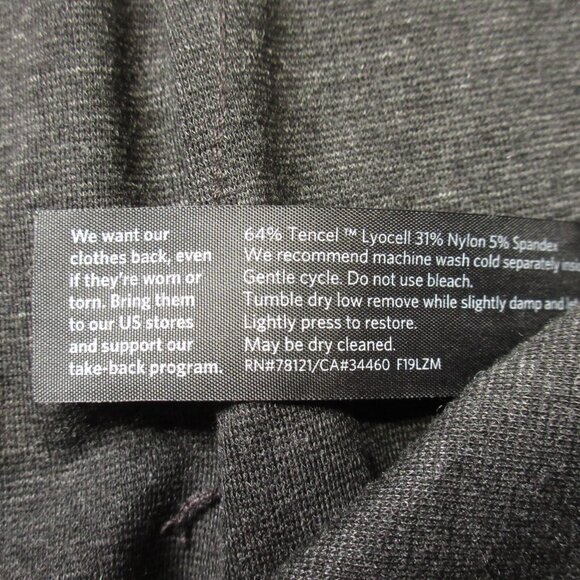 We want our
clothes back, even
if they're worn or
torn. Bring them
to our US stores
and support our
take-back program.
64% Tencel™ Lyocell 31% Nylon 5% Spandex
We recommend machine wash cold separately
Gentle cycle. Do not use bleach.
Tumble dry low remove while slightly damp and
Lightly press to restore.
May be dry cleaned.
RN#78121/CA#34460 F19LZM